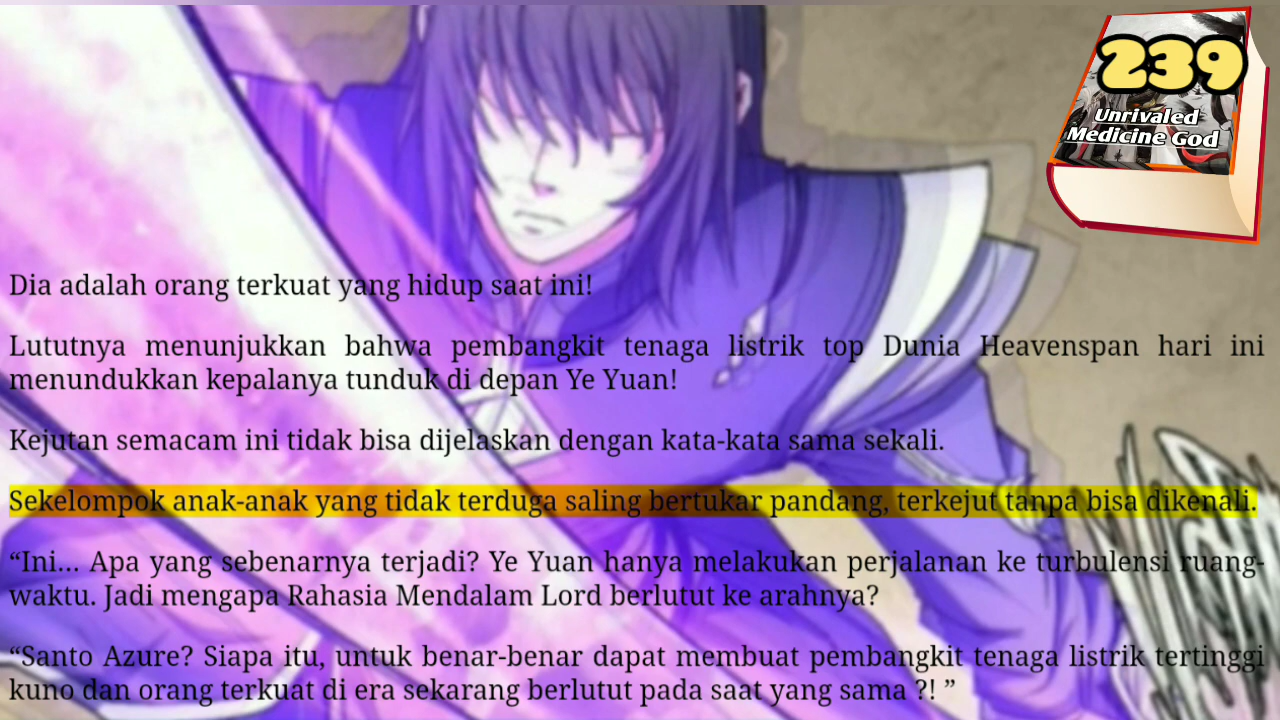 239
Unrivaled
Medicine God
Dia adalah orang terkuat yang hidup saat ini!
Lututnya menunjukkan bahwa pembangkit tenaga listrik top Dunia Heavenspan hari ini
menundukkan kepalanya tunduk di depan Ye Yuan!
Kejutan semacam ini tidak bisa dijelaskan dengan kata-kata sama sekali.
Sekelompok anak-anak yang tidak terduga saling bertukar pandang, terkejut tanpa bisa dikenali.
“Ini… Apa yang sebenarnya terjadi? Ye Yuan hanya melakukan perjalanan ke turbulensi ruang-
waktu. Jadi mengapa Rahasia Mendalam Lord berlutut ke arahnya?
“Santo Azure? Siapa itu, untuk benar-benar dapat membuat pembangkit tenaga listrik tertinggi
kuno dan orang terkuat di era sekarang berlutut pada saat yang sama ?! ”